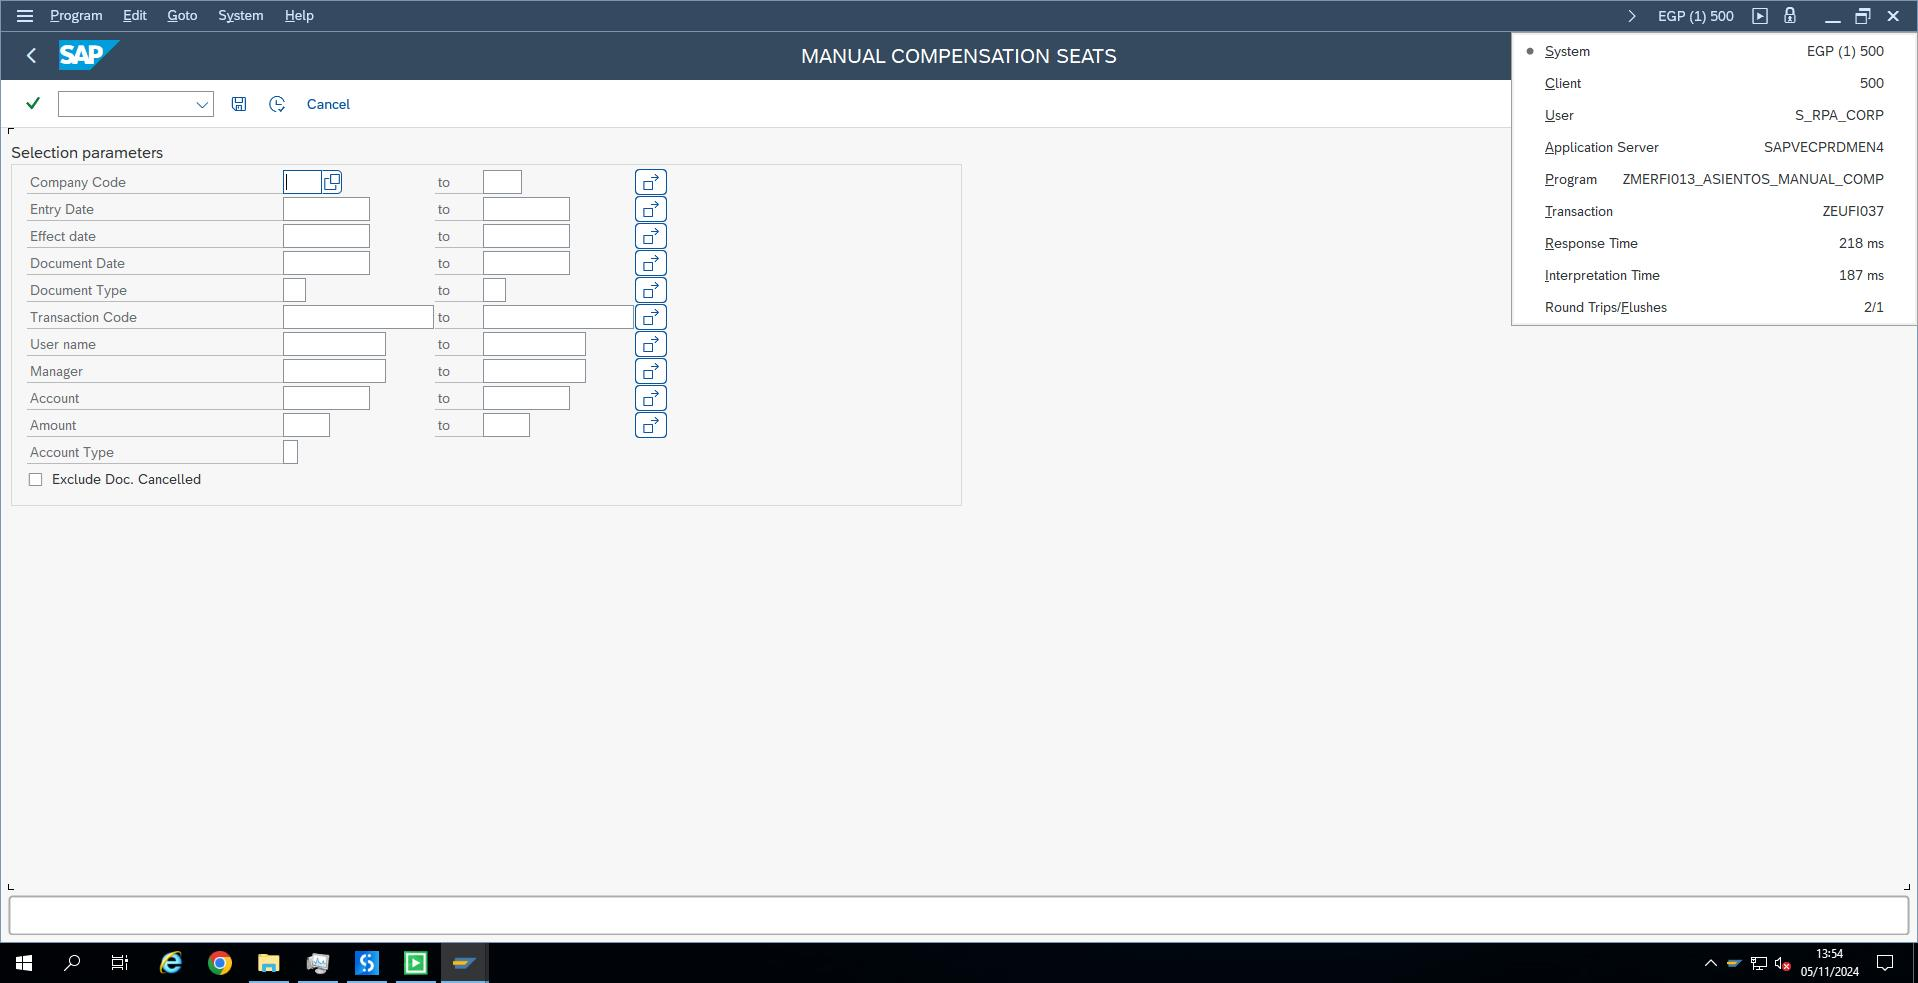 Program Edit Goto System Help EGP (1) 500
SAP MANUAL COMPENSATION SEATS
Cancel
System EGP (1) 500
Client 500
User S_RPA_CORP
Application Server SAPVECPRDMEN4
Program ZMERFI013_ASIENTOS_MANUAL_COMP
Transaction ZEUFI037
Response Time 218 ms
Interpretation Time 187 ms
Round Trips/Flushes 2/1
Selection parameters
Company Code to
Entry Date to
Effect date to
Document Date to
Document Type to
Transaction Code to
User name to
Manager to
Account to
Amount to
Account Type
Exclude Doc. Cancelled
13:54
05/11/2024